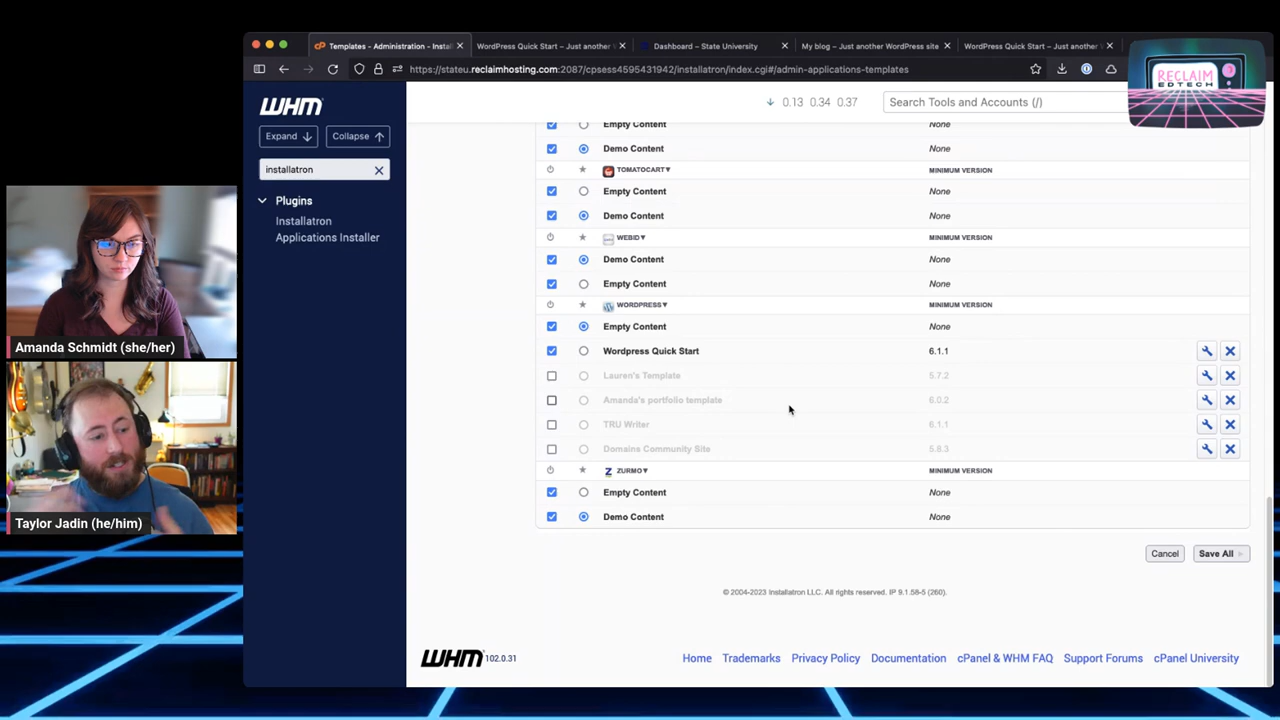 Templates - Administration - Instal
WordPress Quick Start – Just another
Dashboard – State University
My blog – Just another WordPress site
WordPress Quick Start – Just another
https://stateu.reclaimhosting.com:2087/cpsess4595431942/installatron/index.cgi#/admin-applications-templates
RECLAIM
EDTECH
WHM
0.13 0.34 0.37
Search Tools and Accounts (/)
Expand
Collapse
installatron
Plugins
Installatron
Applications Installer
Empty Content None
Demo Content None
TOMATOCART▾ MINIMUM VERSION
Empty Content None
Demo Content None
WEBID▾ MINIMUM VERSION
Demo Content None
Empty Content None
WORDPRESS▾ MINIMUM VERSION
Empty Content None
Wordpress Quick Start 6.1.1
Lauren's Template 5.7.2
Amanda's portfolio template 6.0.2
TRU Writer 6.1.1
Domains Community Site 5.8.3
ZURMO▾ MINIMUM VERSION
Empty Content None
Demo Content None
Cancel Save All
© 2004-2023 Installatron LLC. All rights reserved. IP 9.1.58-5 (260).
WHM 102.0.31
Home Trademarks Privacy Policy Documentation cPanel & WHM FAQ Support Forums cPanel University
Amanda Schmidt (she/her)
Taylor Jadin (he/him)